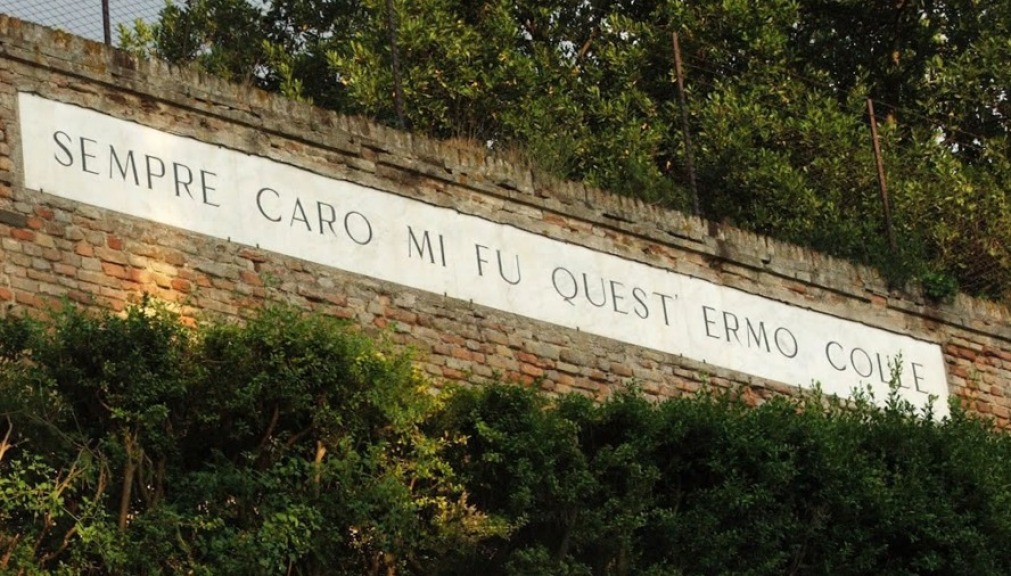 SEMPRE CARO MI FU QUEST' ERMO COLLE